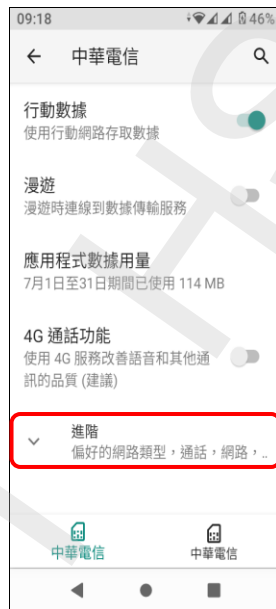 09:18
46%
中華電信
行動數據
使用行動網路存取數據
漫遊
漫遊時連線到數據傳輸服務
應用程式數據用量
7月1日至31日期間已使用 114 MB
4G 通話功能
使用 4G 服務改善語音和其他通
訊的品質 (建議)
進階
偏好的網路類型，通話，網路，..
中華電信
中華電信